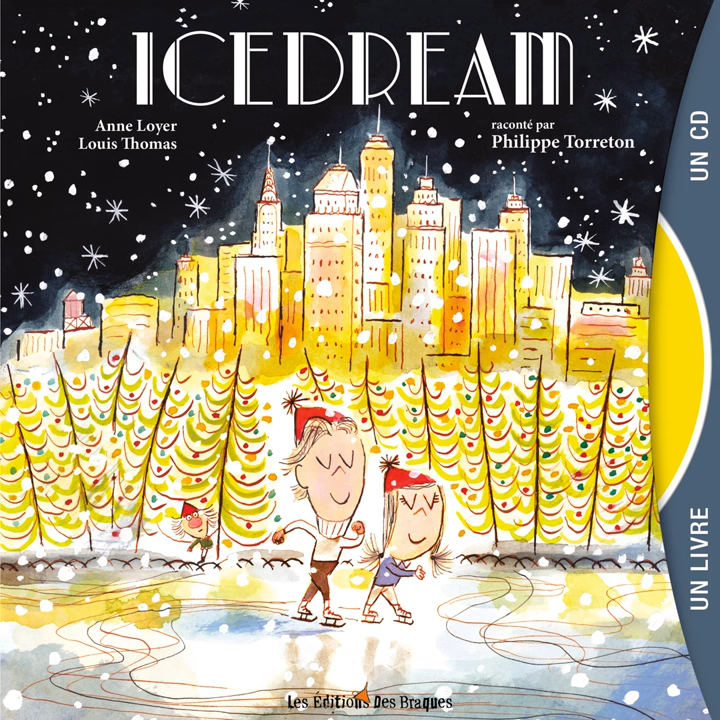 ICEDREAM
Anne Loyer
Louis Thomas
raconté par
Philippe Torreton
UN CD
UN LIVRE
Les Éditions Des Braques